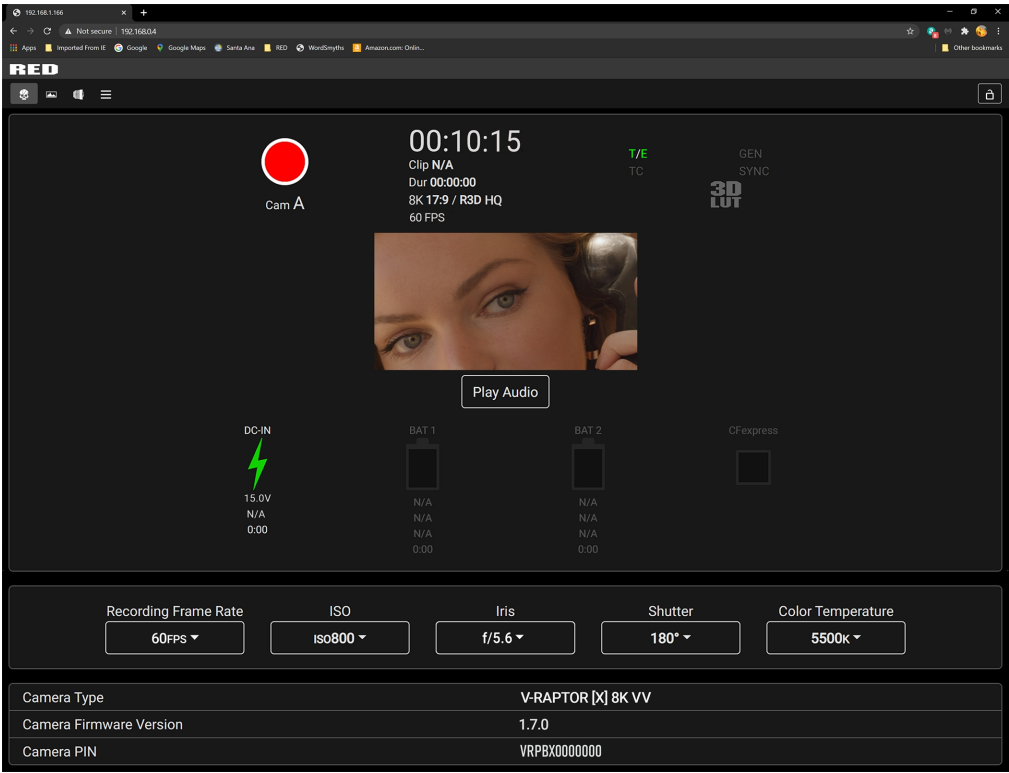 192.168.1.166
Not secure | 192.168.0.4
Apps Imported From IE Google Google Maps Santa Ana RED WordSmyths Amazon.com: Onlin... Other bookmarks
RED
00:10:15
Clip N/A
Dur 00:00:00
8K 17:9 / R3D HQ
60 FPS
Cam A
T/E GEN
TC SYNC
3D
LUT
Play Audio
DC-IN BAT 1 BAT 2 CFexpress
15.0V N/A N/A
N/A N/A N/A
0:00 N/A N/A
0:00 0:00
Recording Frame Rate ISO Iris Shutter Color Temperature
60FPS ISO800 f/5.6 180° 5500K
Camera Type V-RAPTOR [X] 8K VV
Camera Firmware Version 1.7.0
Camera PIN VRPBX0000000